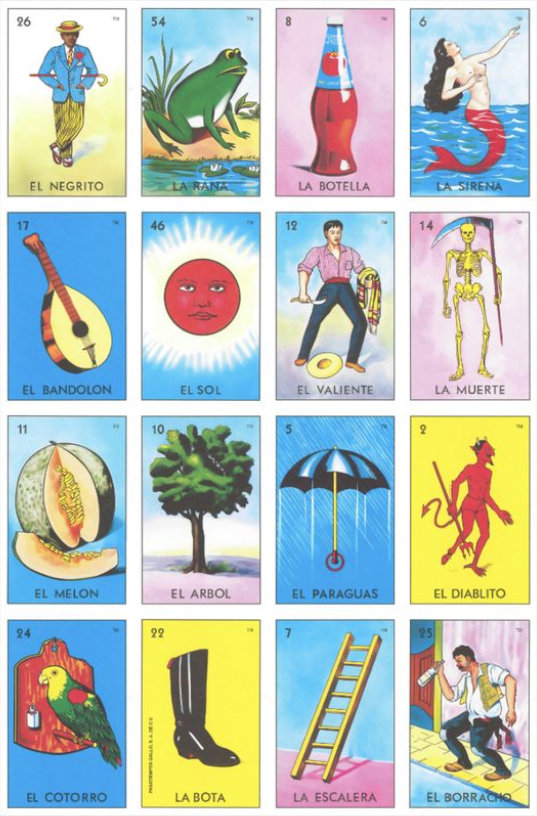 26 ™
EL NEGRITO
54 ™
LA RANA
8 ™
LA BOTELLA
6 ™
LA SIRENA
17 ™
EL BANDOLON
46 ™
EL SOL
12 ™
EL VALIENTE
14 ™
LA MUERTE
11 ™
EL MELON
10 ™
EL ARBOL
5 ™
EL PARAGUAS
2 ™
EL DIABLITO
24 ™
EL COTORRO
22 ™
PASATIEMPOS GALLO, S. A. DE C.V.
LA BOTA
7 ™
LA ESCALERA
25 ™
EL BORRACHO